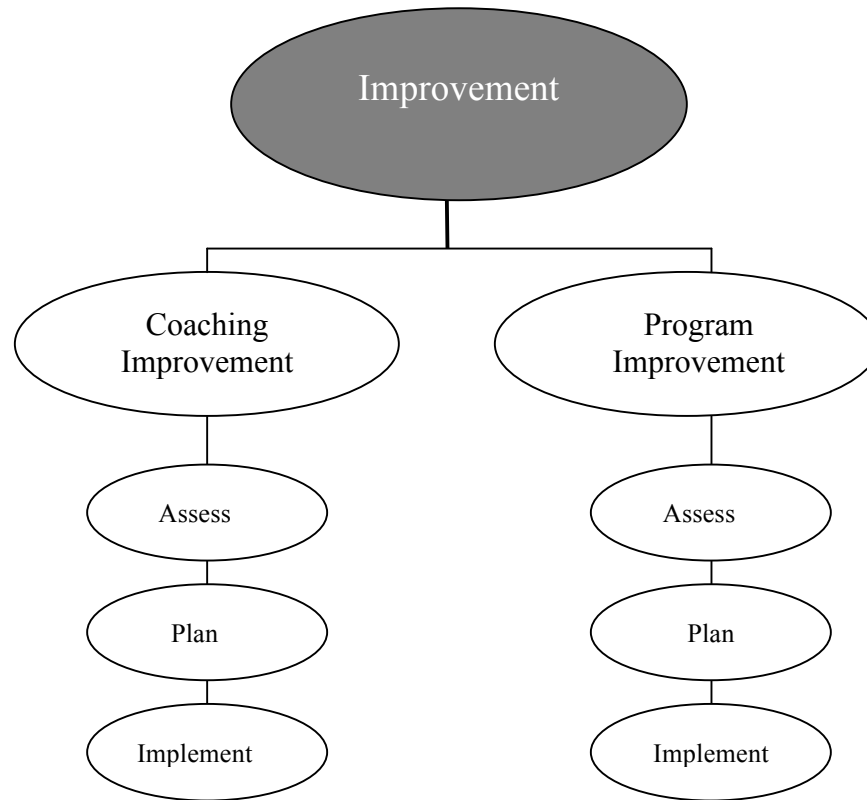 Improvement
Coaching
Improvement
Program
Improvement
Assess
Assess
Plan
Plan
Implement
Implement